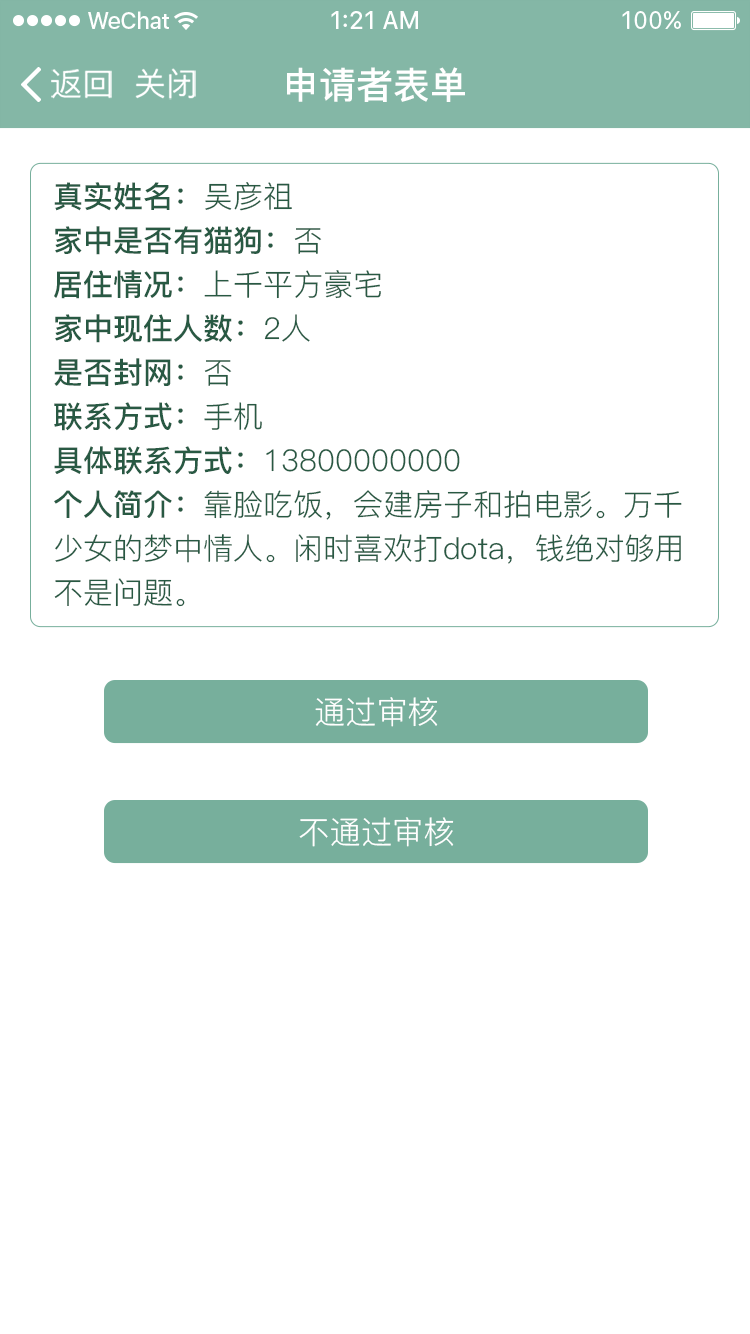 WeChat 1:21 AM 100%
返回 关闭 申请者表单
真实姓名：吴彦祖
家中是否有猫狗：否
居住情况：上千平方豪宅
家中现住人数：2人
是否封网：否
联系方式：手机
具体联系方式：13800000000
个人简介：靠脸吃饭，会建房子和拍电影。万千
少女的梦中情人。闲时喜欢打dota，钱绝对够用
不是问题。
通过审核
不通过审核